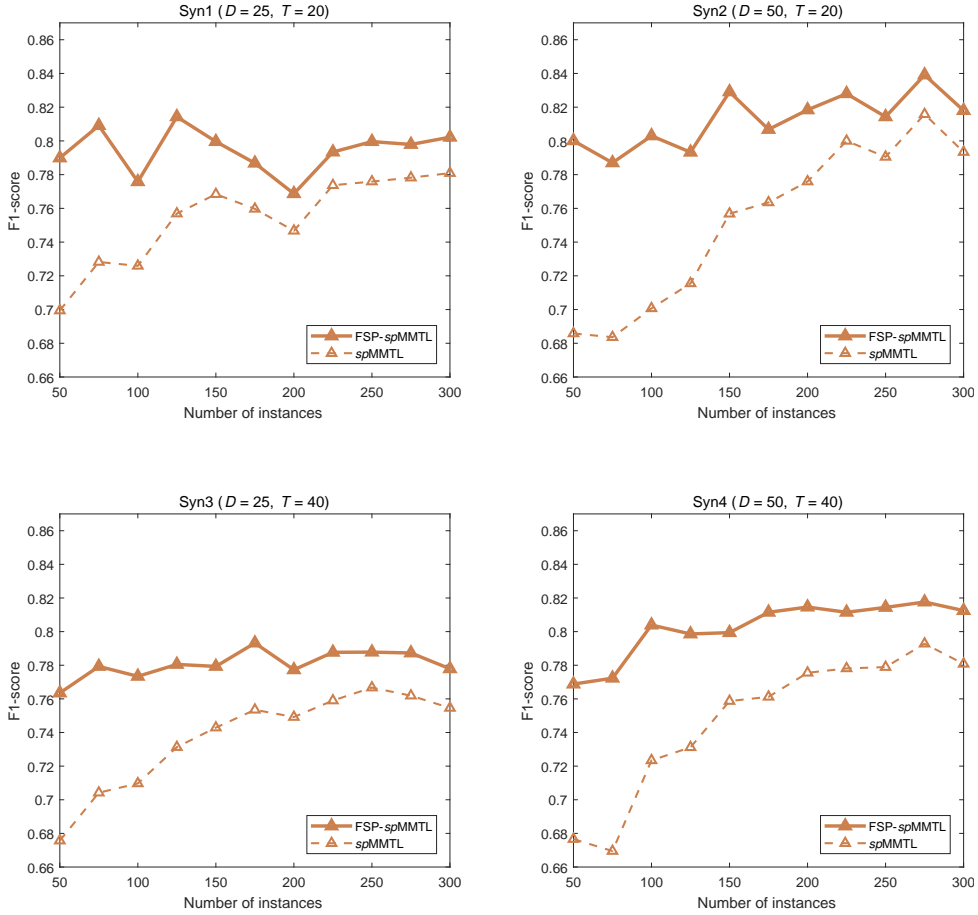 Syn1 (D = 25, T = 20)
0.86
0.84
0.82
0.8
0.78
0.76
0.74
0.72
0.7
0.68
0.66
F1-score
FSP-spMMTL
spMMTL
50 100 150 200 250 300
Number of instances
Syn2 (D = 50, T = 20)
0.86
0.84
0.82
0.8
0.78
0.76
0.74
0.72
0.7
0.68
0.66
F1-score
FSP-spMMTL
spMMTL
50 100 150 200 250 300
Number of instances
Syn3 (D = 25, T = 40)
0.86
0.84
0.82
0.8
0.78
0.76
0.74
0.72
0.7
0.68
0.66
F1-score
FSP-spMMTL
spMMTL
50 100 150 200 250 300
Number of instances
Syn4 (D = 50, T = 40)
0.86
0.84
0.82
0.8
0.78
0.76
0.74
0.72
0.7
0.68
0.66
F1-score
FSP-spMMTL
spMMTL
50 100 150 200 250 300
Number of instances